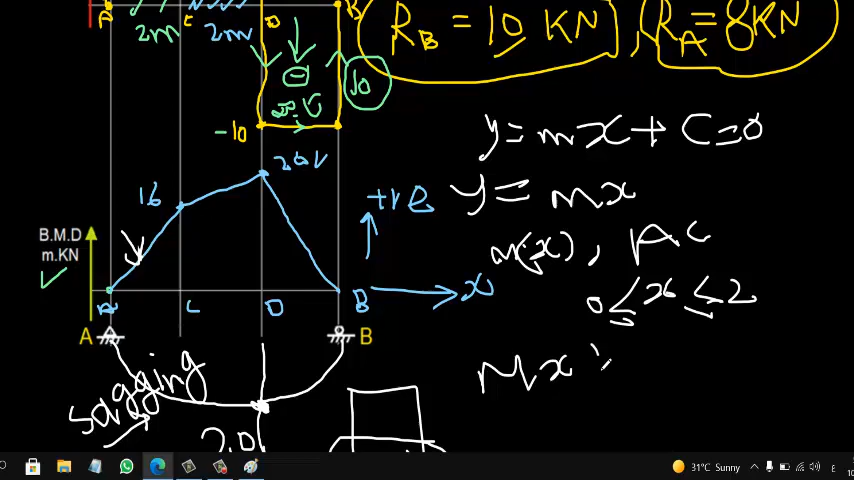 A C D B
2m 2m
R_B = 10 KN , R_A = 8KN
⊖ 10
-10
y = mx + C = 0
20
16
+ve
y = mx
B.M.D
m.KN
M(x), AC
A C D B x
0 ≤ x ≤ 2
A B
Mx
sagging
20
31°C Sunny